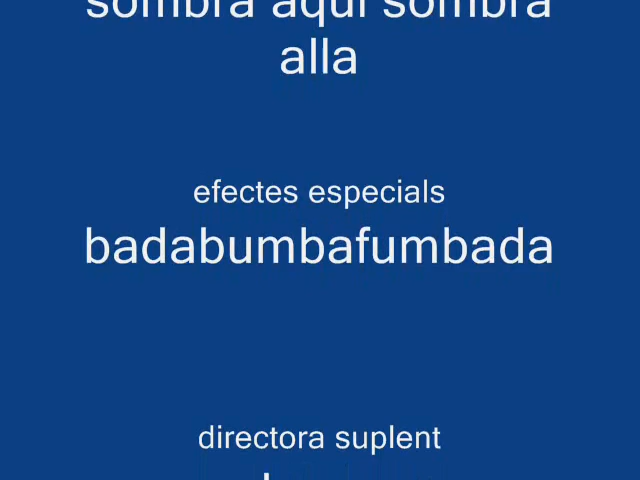 sombra aqui sombra
alla
efectes especials
badabumbafumbada
directora suplent